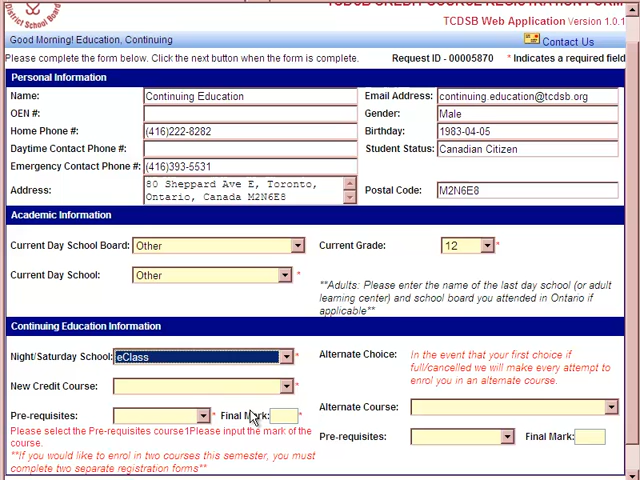 District School Board
TCDSB CREDIT COURSE REGISTRATION FORM
TCDSB Web Application Version 1.0.1
Good Morning! Education, Continuing
Contact Us
Please complete the form below. Click the next button when the form is complete.
Request ID - 00005870
* Indicates a required field
Personal Information
Name: Continuing Education
Email Address: continuing.education@tcdsb.org
OEN #:
Gender: Male
Home Phone #: (416)222-8282
Birthday: 1983-04-05
Daytime Contact Phone #:
Student Status: Canadian Citizen
Emergency Contact Phone #: (416)393-5531
Address: 80 Sheppard Ave E, Toronto,
Ontario, Canada M2N6E8
Postal Code: M2N6E8
Academic Information
Current Day School Board: Other
Current Grade: 12 *
Current Day School: Other *
**Adults: Please enter the name of the last day school (or adult
learning center) and school board you attended in Ontario if
applicable**
Continuing Education Information
Night/Saturday School: eClass *
Alternate Choice: In the event that your first choice if
full/cancelled we will make every attempt to
enrol you in an alternate course.
New Credit Course: *
Alternate Course:
Pre-requisites: * Final Mark: *
Please select the Pre-requisites course1Please input the mark of the
course.
Pre-requisites: Final Mark:
**If you would like to enrol in two courses this semester, you must
complete two separate registration forms**